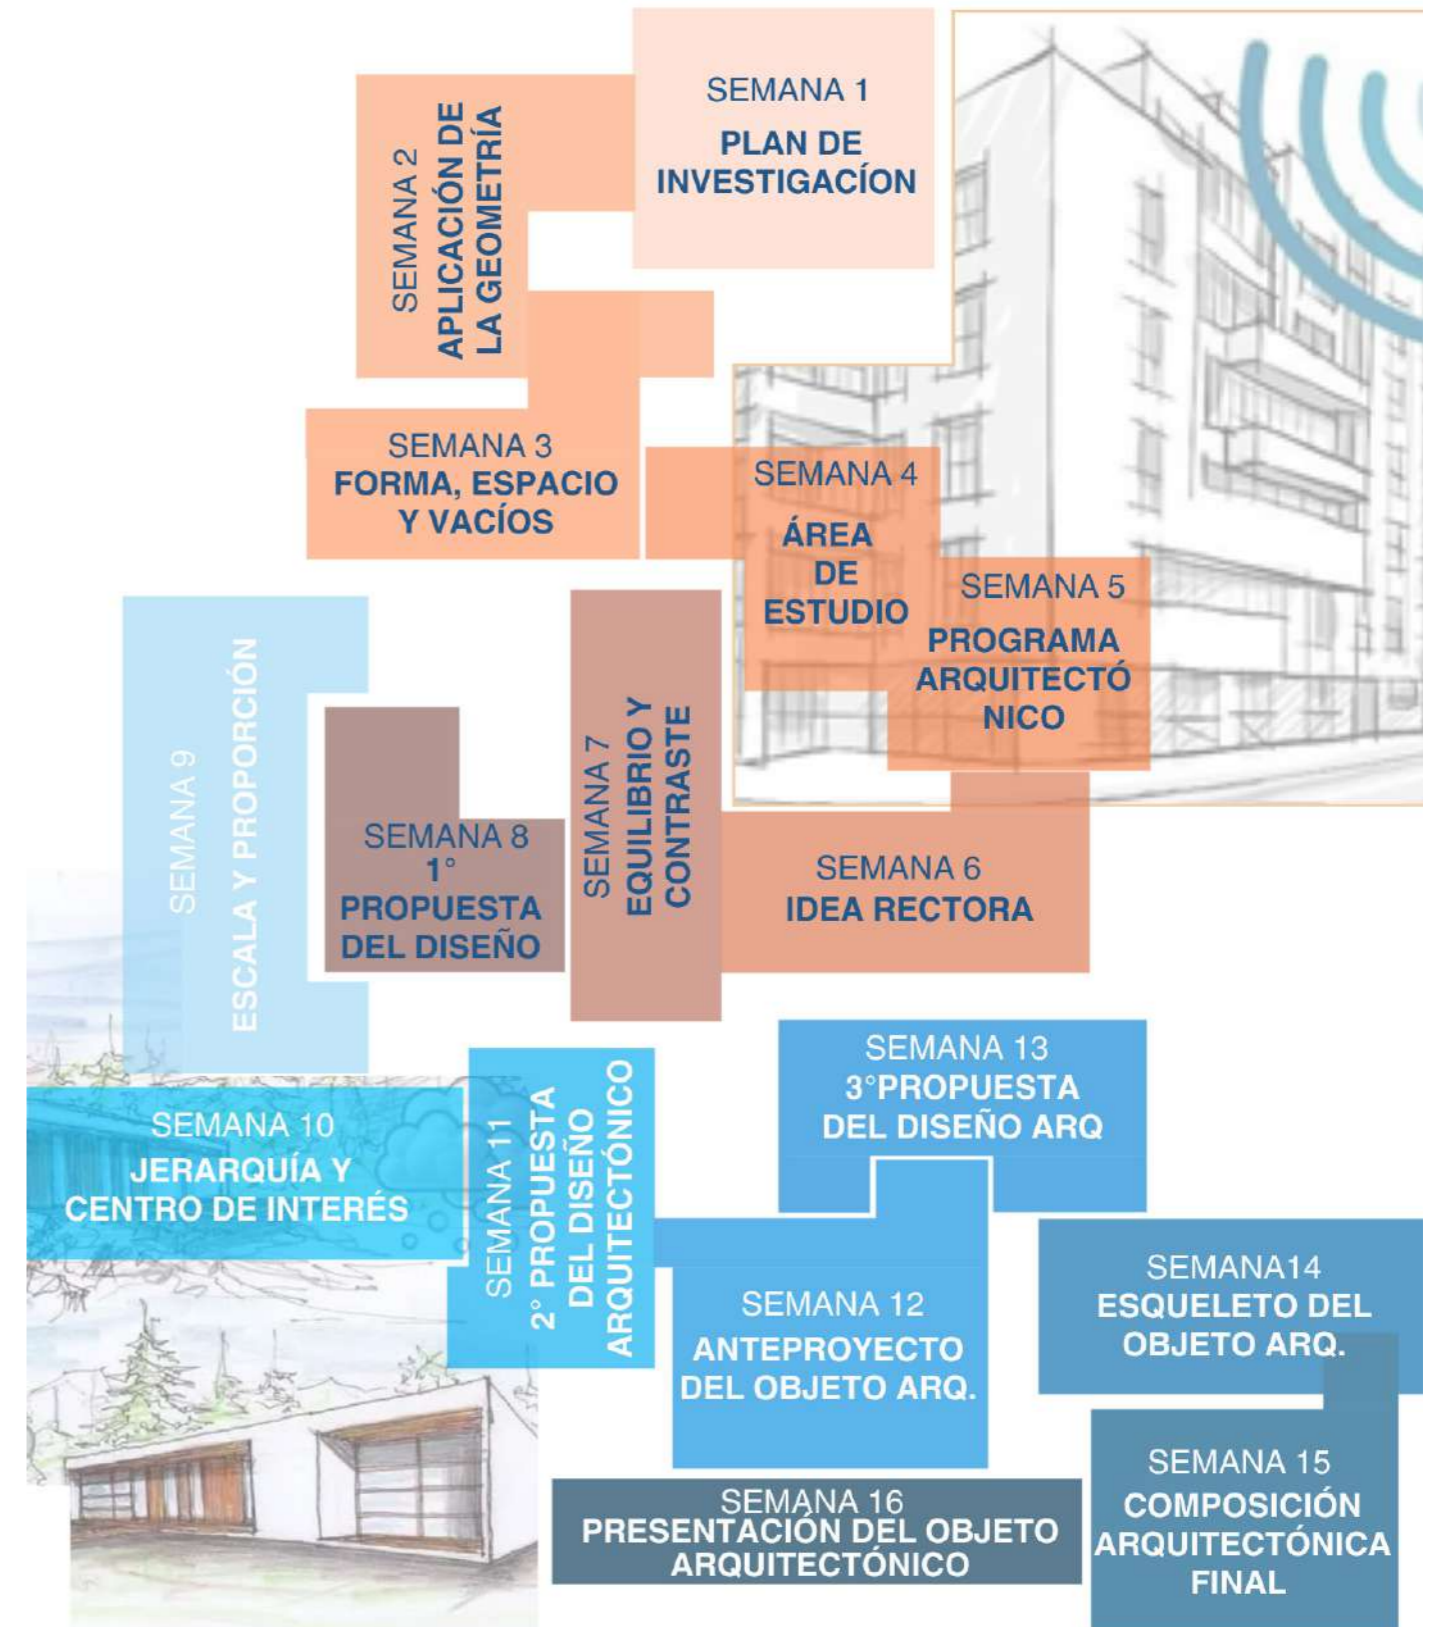 SEMANA 1
PLAN DE
INVESTIGACÍON
SEMANA 2
APLICACIÓN DE
LA GEOMETRÍA
SEMANA 3
FORMA, ESPACIO
Y VACÍOS
SEMANA 4
ÁREA
DE
ESTUDIO
SEMANA 5
PROGRAMA
ARQUITECTÓ
NICO
SEMANA 6
IDEA RECTORA
SEMANA 7
EQUILIBRIO Y
CONTRASTE
SEMANA 8
1°
PROPUESTA
DEL DISEÑO
SEMANA 9
ESCALA Y PROPORCIÓN
SEMANA 10
JERARQUÍA Y
CENTRO DE INTERÉS
SEMANA 11
2° PROPUESTA
DEL DISEÑO
ARQUITECTÓNICO
SEMANA 12
ANTEPROYECTO
DEL OBJETO ARQ.
SEMANA 13
3°PROPUESTA
DEL DISEÑO ARQ
SEMANA14
ESQUELETO DEL
OBJETO ARQ.
SEMANA 15
COMPOSICIÓN
ARQUITECTÓNICA
FINAL
SEMANA 16
PRESENTACIÓN DEL OBJETO
ARQUITECTÓNICO